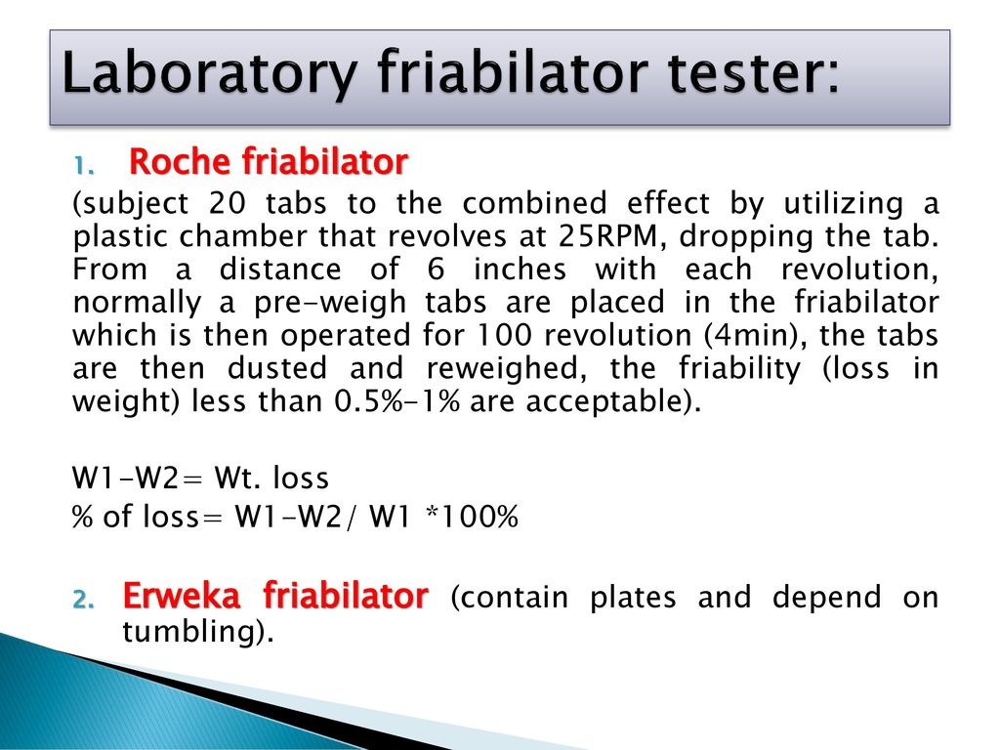 Laboratory friabilator tester:
1. Roche friabilator
(subject 20 tabs to the combined effect by utilizing a
plastic chamber that revolves at 25RPM, dropping the tab.
From a distance of 6 inches with each revolution,
normally a pre-weigh tabs are placed in the friabilator
which is then operated for 100 revolution (4min), the tabs
are then dusted and reweighed, the friability (loss in
weight) less than 0.5%-1% are acceptable).
W1-W2= Wt. loss
% of loss= W1-W2/ W1 *100%
2. Erweka friabilator (contain plates and depend on
tumbling).